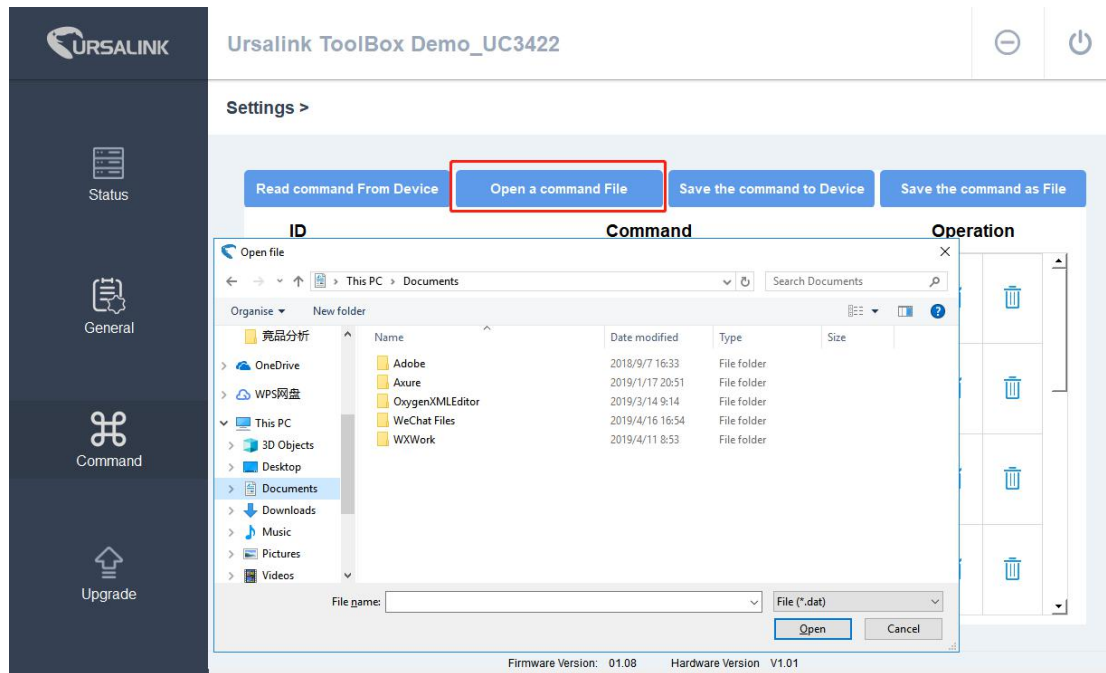 URSALINK
Ursalink ToolBox Demo_UC3422
Settings >
Status
General
Command
Upgrade
Read command From Device
Open a command File
Save the command to Device
Save the command as File
ID Command Operation
Open file
This PC > Documents
Search Documents
Organise
New folder
竞品分析
OneDrive
WPS网盘
This PC
3D Objects
Desktop
Documents
Downloads
Music
Pictures
Videos
Name Date modified Type Size
Adobe 2018/9/7 16:33 File folder
Axure 2019/1/17 20:51 File folder
OxygenXMLEditor 2019/3/14 9:14 File folder
WeChat Files 2019/4/16 16:54 File folder
WXWork 2019/4/11 8:53 File folder
File name:
File (*.dat)
Open
Cancel
Firmware Version: 01.08 Hardware Version V1.01